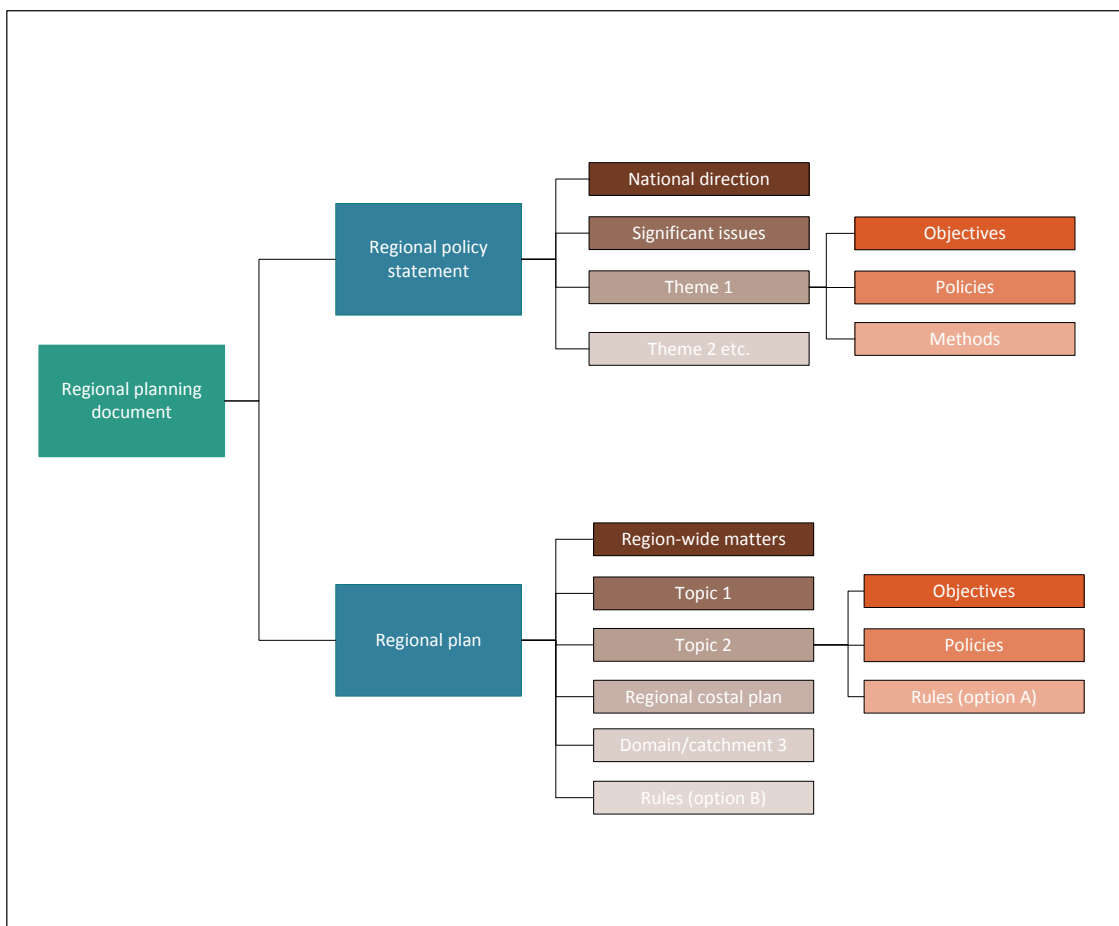 Regional planning
document
Regional policy
statement
National direction
Significant issues
Theme 1
Theme 2 etc.
Objectives
Policies
Methods
Regional plan
Region-wide matters
Topic 1
Topic 2
Regional costal plan
Domain/catchment 3
Rules (option B)
Objectives
Policies
Rules (option A)